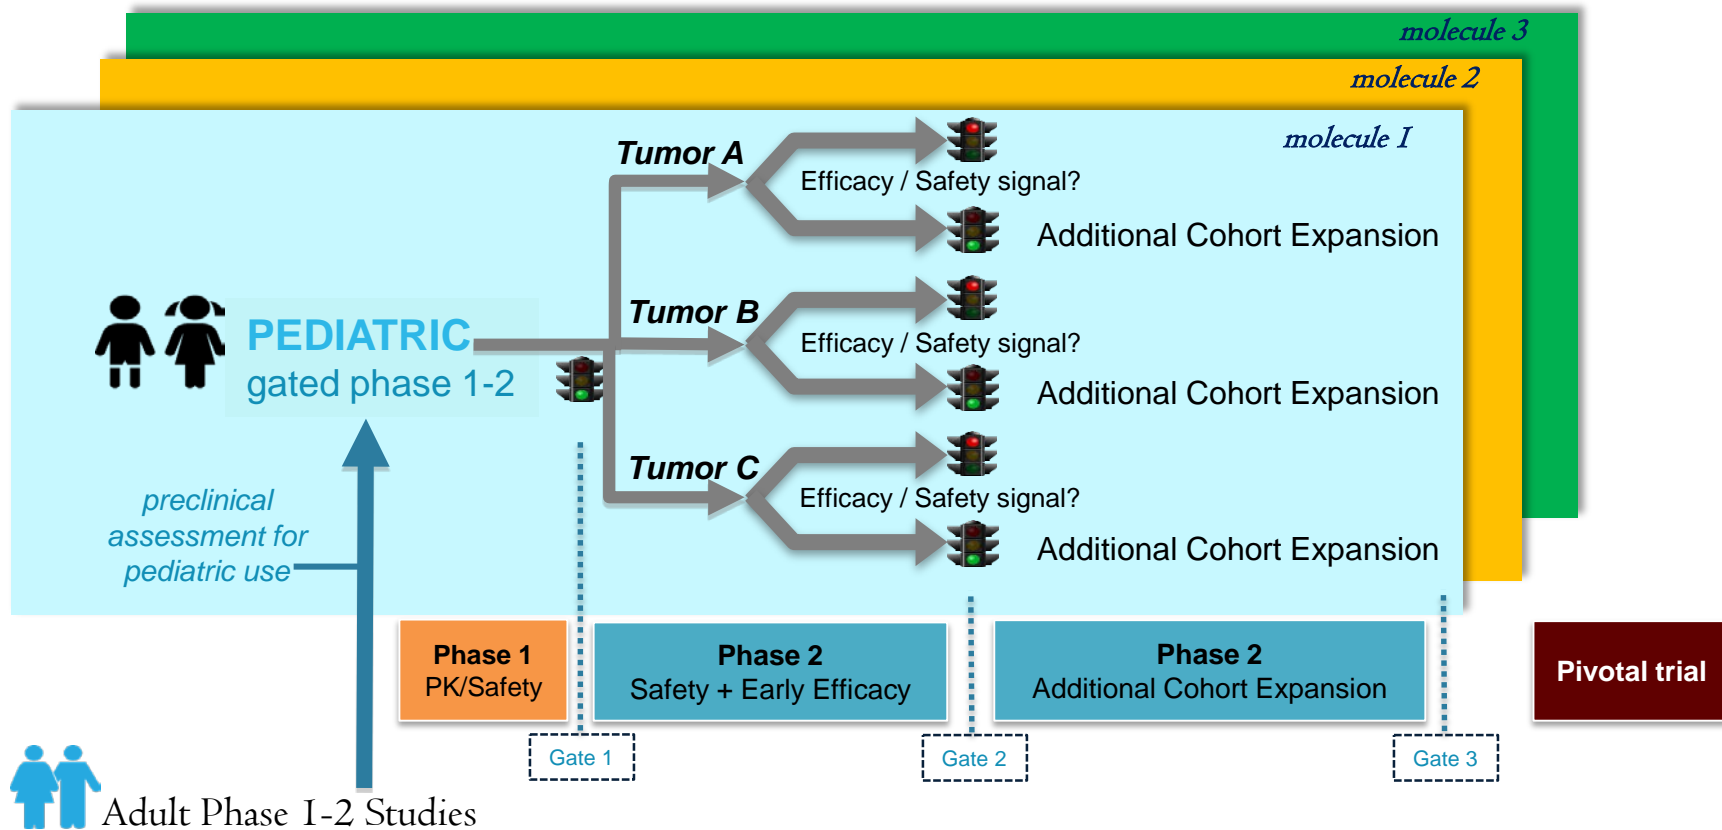 molecule 3
molecule 2
molecule 1
Tumor A
Efficacy / Safety signal?
Additional Cohort Expansion
PEDIATRIC
gated phase 1-2
Tumor B
Efficacy / Safety signal?
Additional Cohort Expansion
Tumor C
Efficacy / Safety signal?
Additional Cohort Expansion
preclinical
assessment for
pediatric use
Phase 1
PK/Safety
Phase 2
Safety + Early Efficacy
Phase 2
Additional Cohort Expansion
Pivotal trial
Gate 1
Gate 2
Gate 3
Adult Phase 1-2 Studies